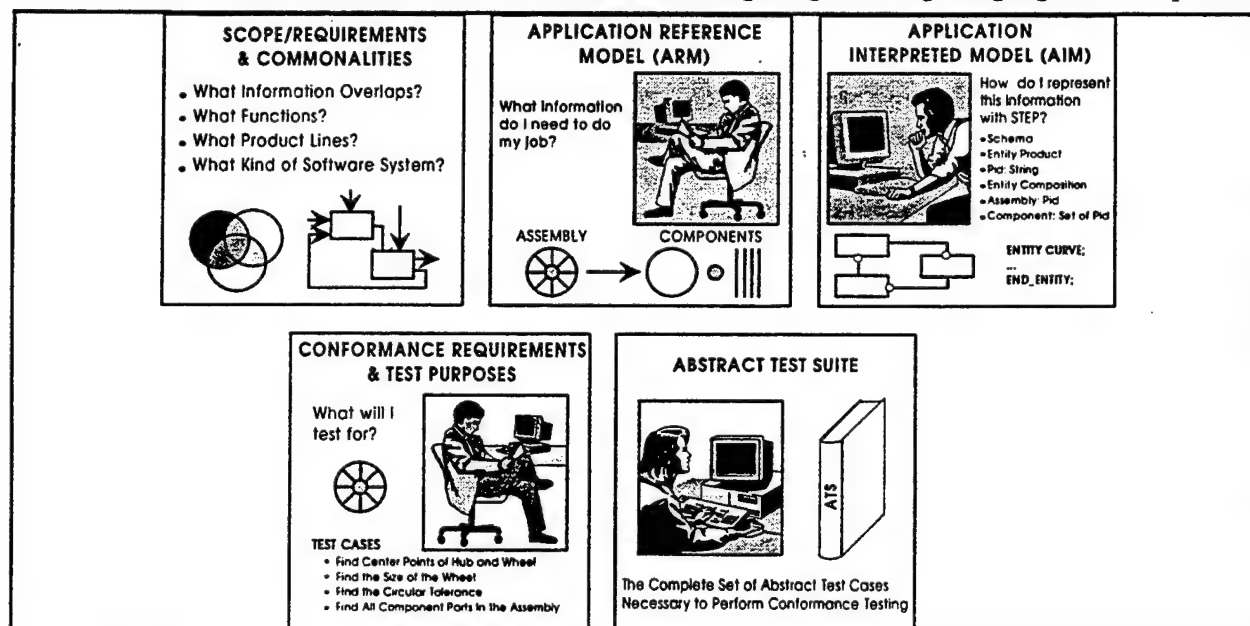 SCOPE/REQUIREMENTS
& COMMONALITIES
• What Information Overlaps?
• What Functions?
• What Product Lines?
• What Kind of Software System?
APPLICATION REFERENCE
MODEL (ARM)
What Information
do I need to do
my job?
ASSEMBLY
COMPONENTS
APPLICATION
INTERPRETED MODEL (AIM)
How do I represent
this Information
with STEP?
• Schema
• Entity Product
• Pid: String
• Entity Composition
• Assembly: Pid
• Component: Set of Pid
ENTITY CURVE;
...
END_ENTITY;
CONFORMANCE REQUIREMENTS
& TEST PURPOSES
What will I
test for?
TEST CASES
• Find Center Points of Hub and Wheel
• Find the Size of the Wheel
• Find the Circular Tolerance
• Find All Component Parts in the Assembly
ABSTRACT TEST SUITE
ATS
The Complete Set of Abstract Test Cases
Necessary to Perform Conformance Testing